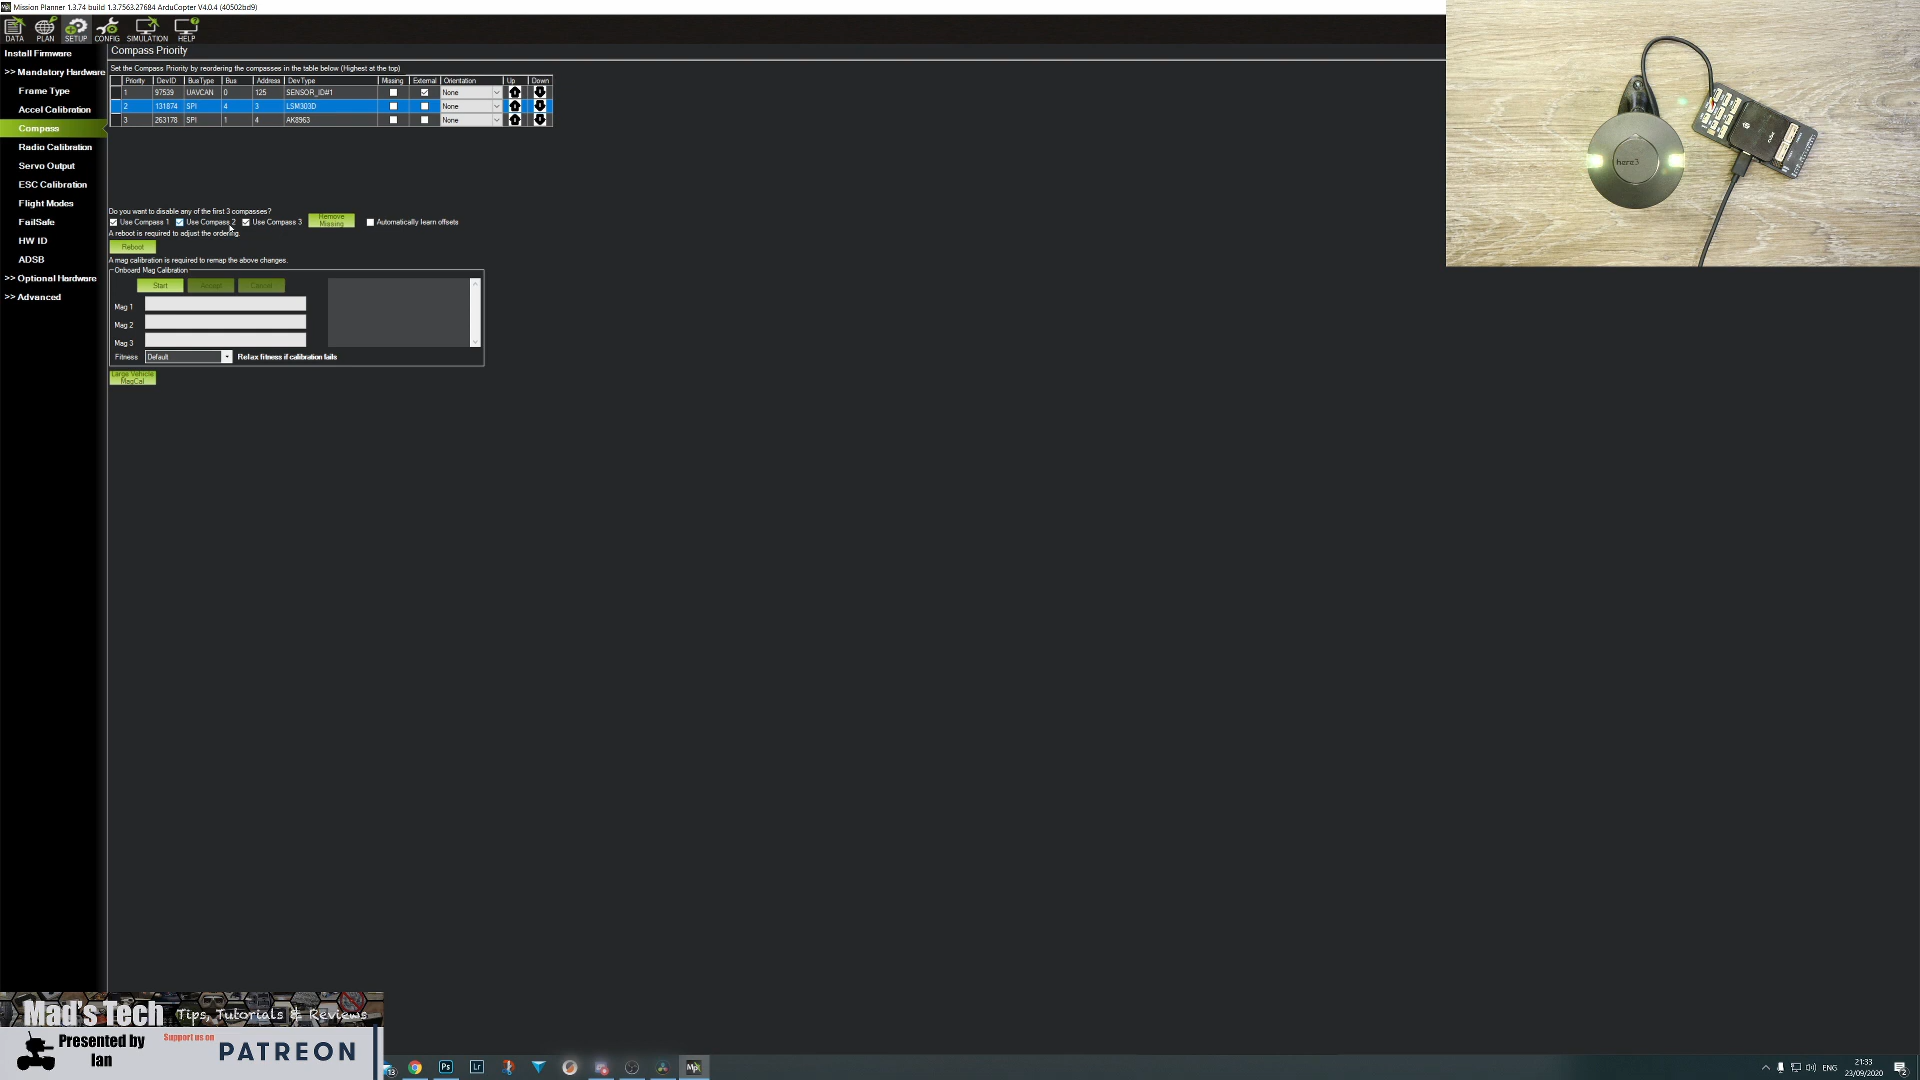 Mission Planner 1.3.74 build 1.3.7563.27684 ArduCopter V4.0.4 (40502bd9)
DATA PLAN SETUP CONFIG SIMULATION HELP
Install Firmware
>> Mandatory Hardware
Frame Type
Accel Calibration
Compass
Radio Calibration
Servo Output
ESC Calibration
Flight Modes
FailSafe
HW ID
ADSB
>> Optional Hardware
>> Advanced
Compass Priority
Set the Compass Priority by reordering the compasses in the table below (Highest at the top)
Priority DevID BusType Bus Address DevType Missing External Orientation Up Down
1 97539 UAVCAN 0 125 SENSOR_ID#1 None
2 131874 SPI 4 3 LSM303D None
3 263178 SPI 1 4 AK8963 None
Do you want to disable any of the first 3 compasses?
Use Compass 1 Use Compass 2 Use Compass 3 Remove Missing Automatically learn offsets
A reboot is required to adjust the ordering.
Reboot
A mag calibration is required to remap the above changes.
Onboard Mag Calibration
Start Accept Cancel
Mag 1
Mag 2
Mag 3
Fitness Default Relax fitness if calibration fails
Large Vehicle
MagCal
here3
Mad's Tech Tips, Tutorials & Reviews
Presented by
Ian
Support us on
PATREON
13
Ps
Lr
MP
ENG
21:33
23/09/2020
2